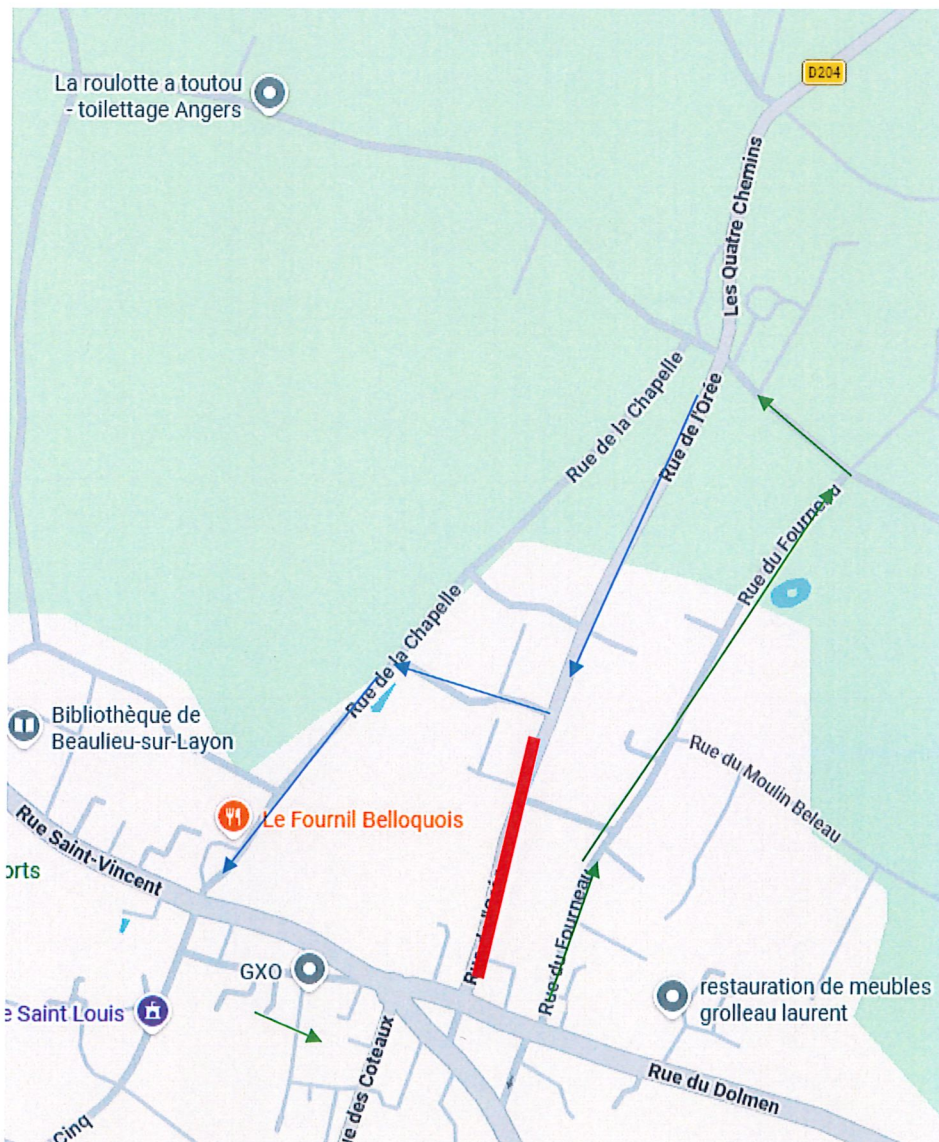 La roulotte a toutou
- toilettage Angers
D204
Les Quatre Chemins
Rue de la Chapelle
Rue de l'Orée
Rue du Fourneau
Rue de la Chapelle
Bibliothèque de
Beaulieu-sur-Layon
Rue du Moulin Beleau
Le Fournil Belloquois
Rue Saint-Vincent
orts
Rue du Fourneau
GXO
restauration de meubles
grolleau laurent
e Saint Louis
Rue du Dolmen
ue des Coteaux
Cinq